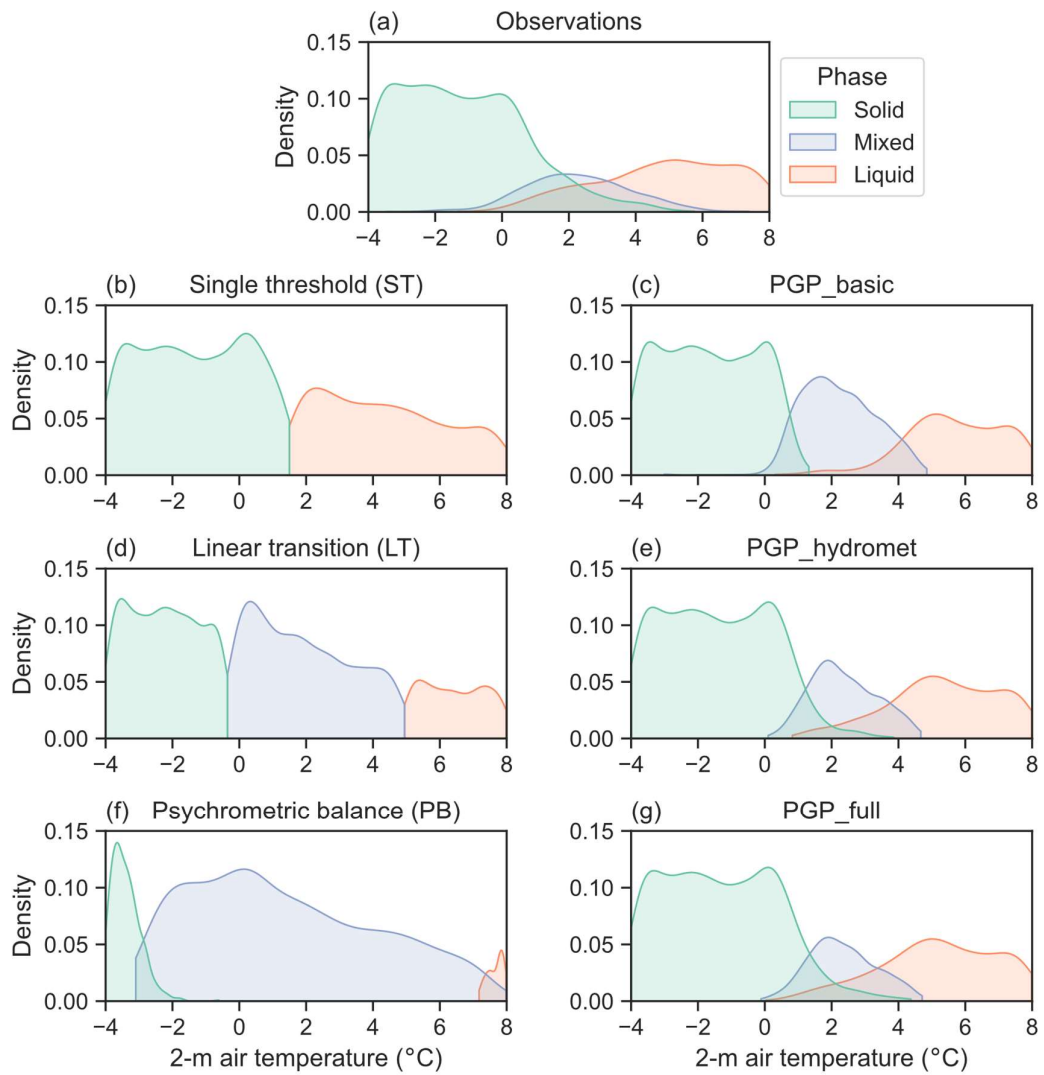 (a) Observations
Phase
Solid
Mixed
Liquid
Density
0.15
0.10
0.05
0.00
−4 −2 0 2 4 6 8
(b) Single threshold (ST)
Density
0.15
0.10
0.05
0.00
−4 −2 0 2 4 6 8
(c) PGP_basic
0.15
0.10
0.05
0.00
−4 −2 0 2 4 6 8
(d) Linear transition (LT)
Density
0.15
0.10
0.05
0.00
−4 −2 0 2 4 6 8
(e) PGP_hydromet
0.15
0.10
0.05
0.00
−4 −2 0 2 4 6 8
(f) Psychrometric balance (PB)
Density
0.15
0.10
0.05
0.00
−4 −2 0 2 4 6 8
2-m air temperature (°C)
(g) PGP_full
0.15
0.10
0.05
0.00
−4 −2 0 2 4 6 8
2-m air temperature (°C)